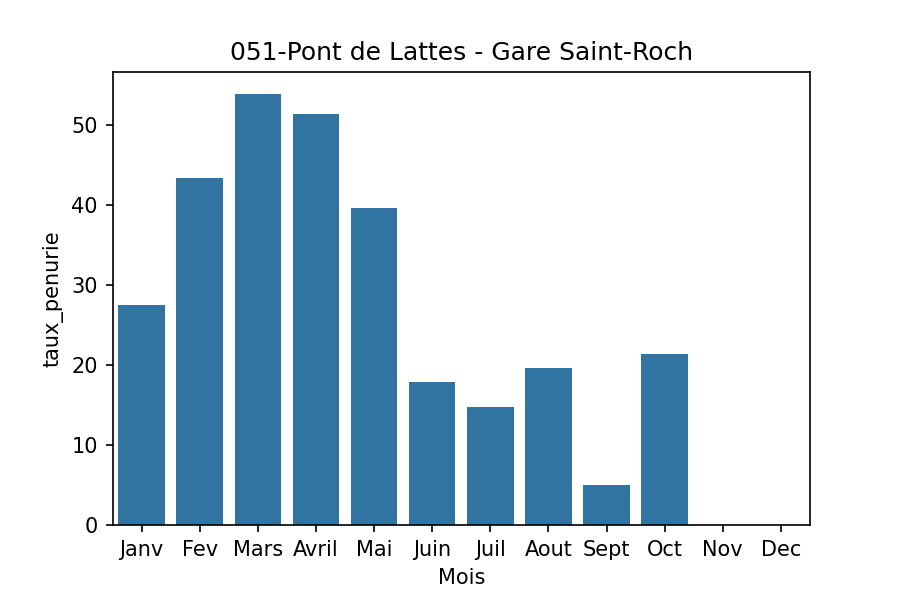 051-Pont de Lattes - Gare Saint-Roch
taux_penurie
50
40
30
20
10
0
Janv Fev Mars Avril Mai Juin Juil Aout Sept Oct Nov Dec
Mois